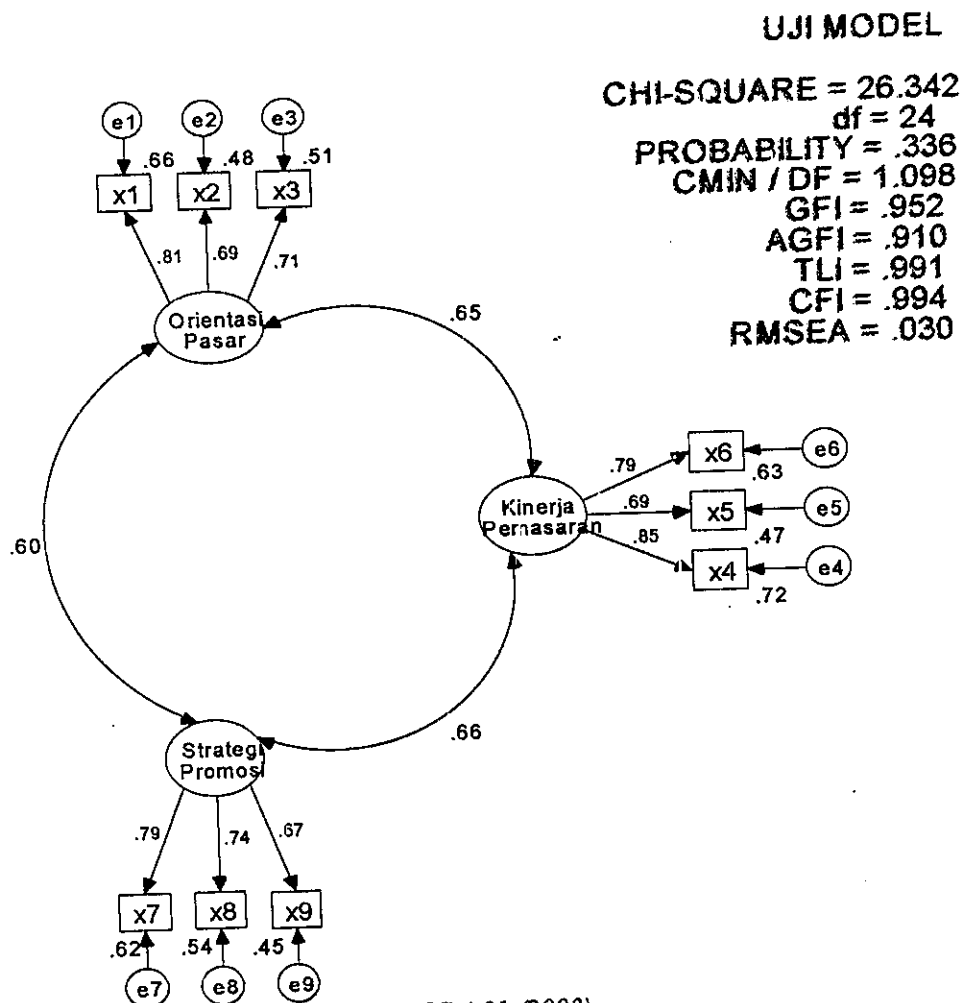 UJI MODEL
CHI-SQUARE = 26.342
df = 24
PROBABILITY = .336
CMIN / DF = 1.098
GFI = .952
AGFI = .910
TLI = .991
CFI = .994
RMSEA = .030
e1 e2 e3
.66 .48 .51
x1 x2 x3
.81 .69 .71
Orientasi
Pasar
.65
.79 x6 .63 e6
Kinerja
Pemasaran
.69 x5 .47 e5
.85 x4 .72 e4
.60
.66
Strategi
Promosi
.79 .74 .67
x7 x8 x9
.62 .54 .45
e7 e8 e9